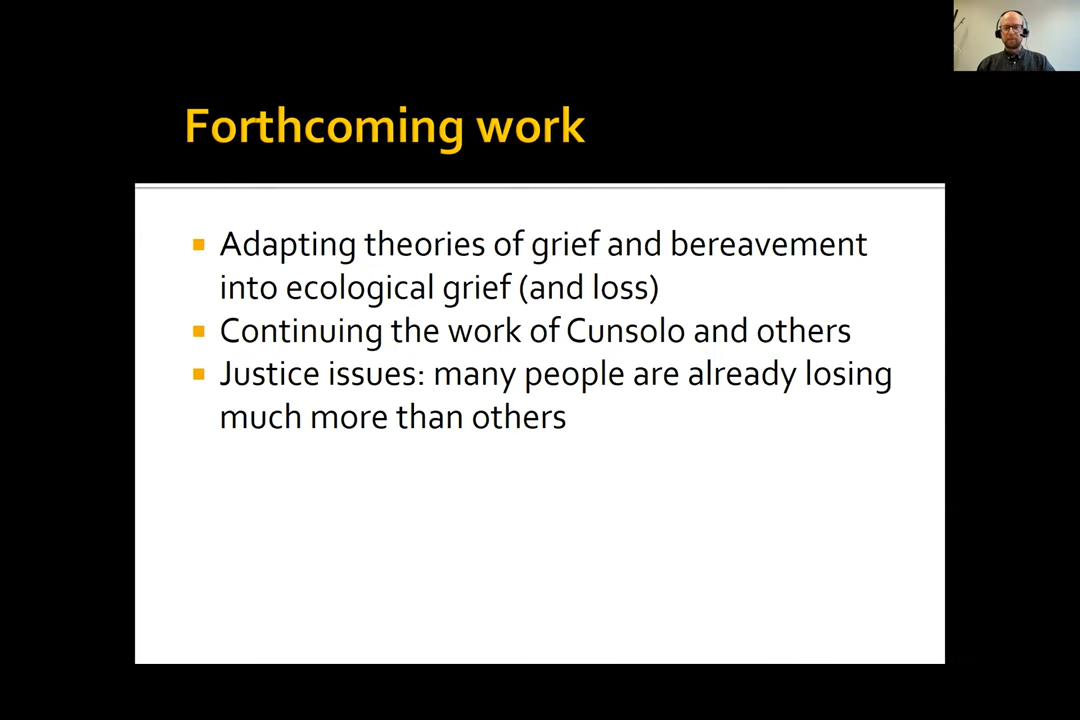 Forthcoming work
Adapting theories of grief and bereavement
into ecological grief (and loss)
Continuing the work of Cunsolo and others
Justice issues: many people are already losing
much more than others